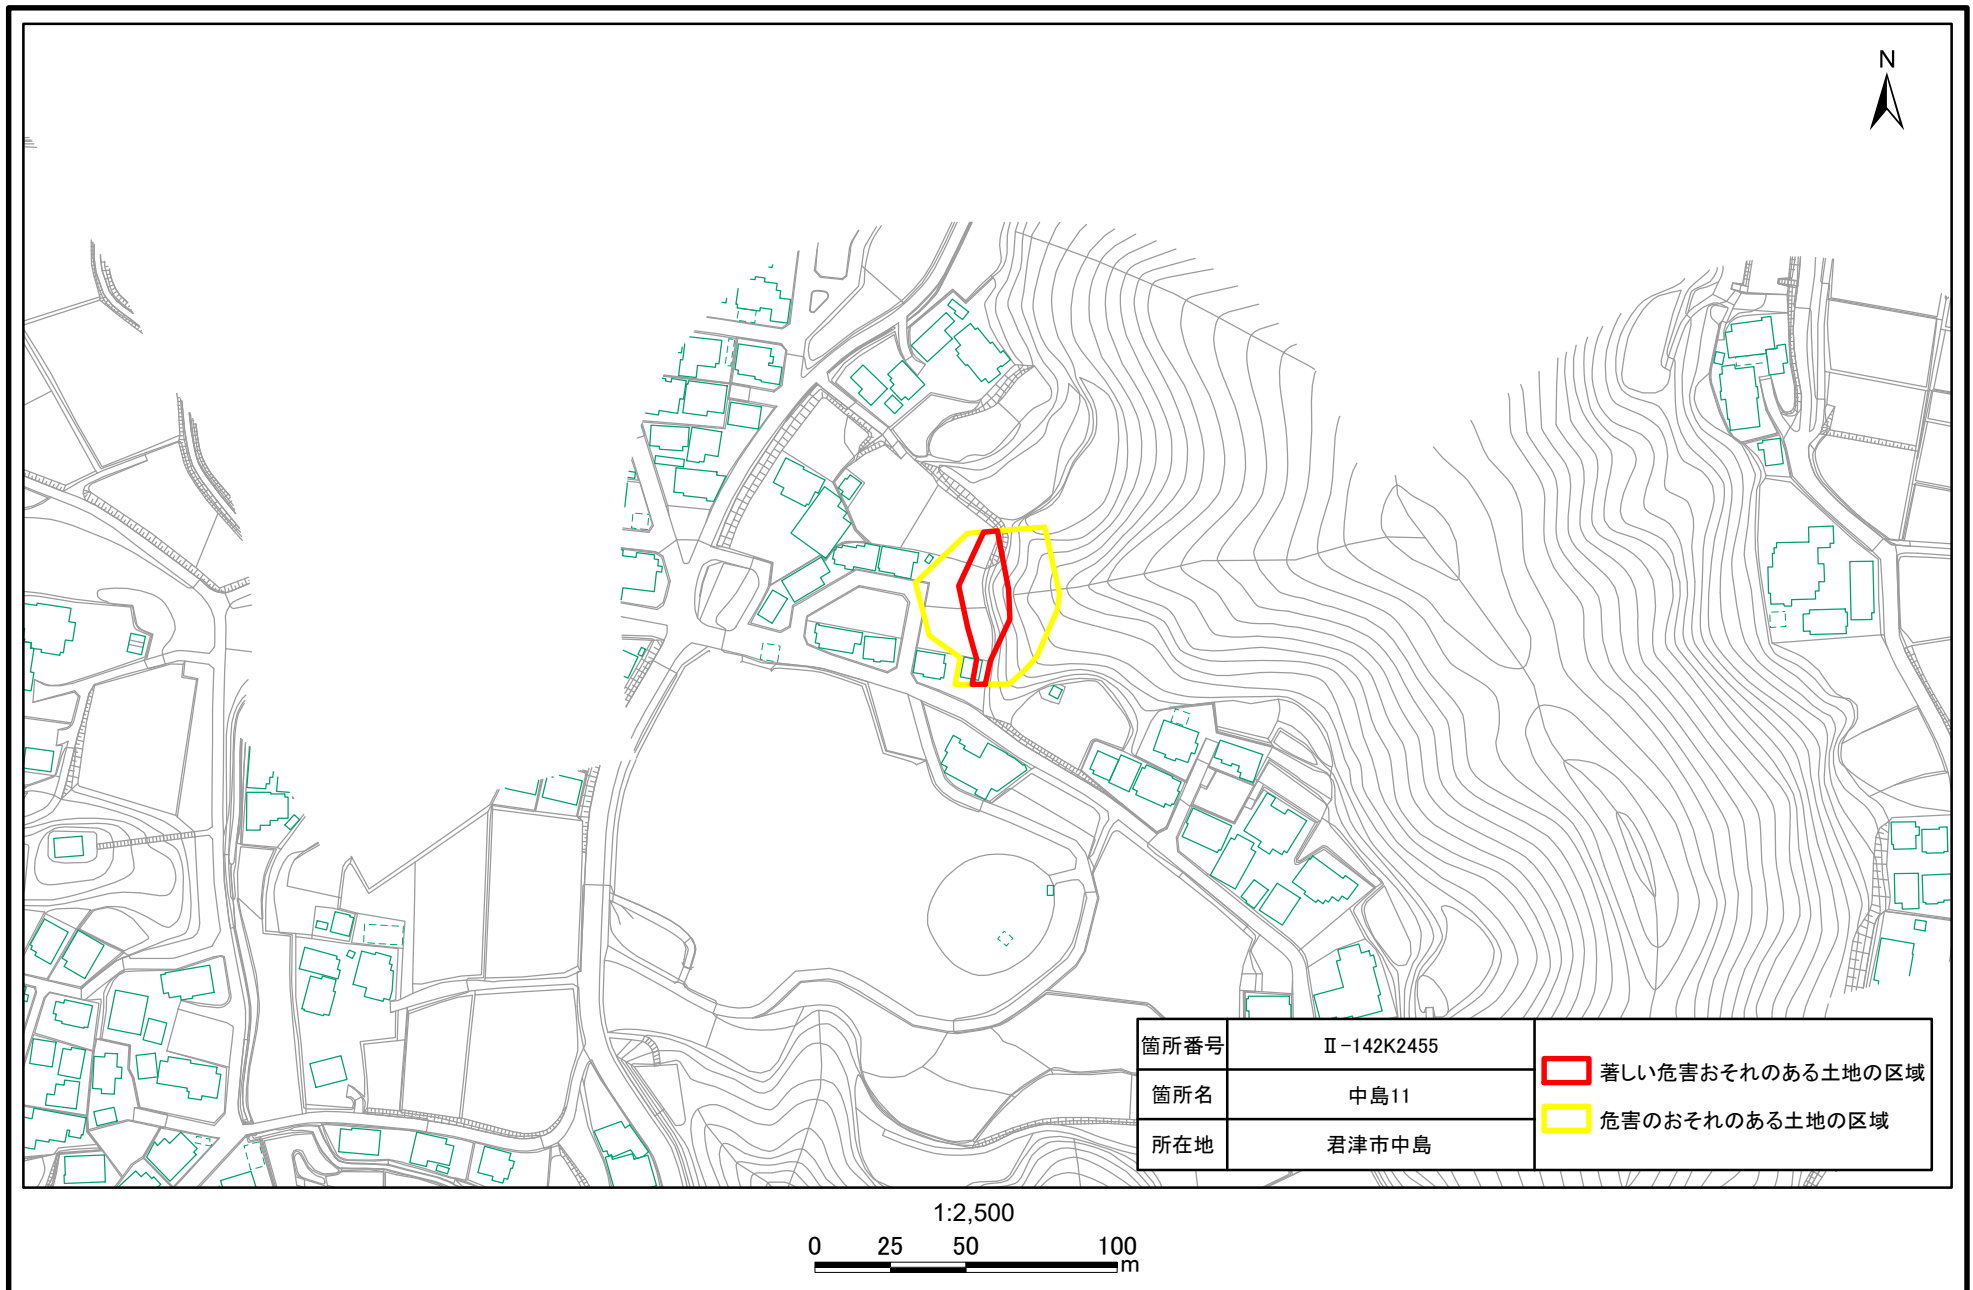 N
箇所番号 Ⅱ-142K2455
箇所名 中島11
所在地 君津市中島
著しい危害おそれのある土地の区域
危害のおそれのある土地の区域
1:2,500
0 25 50 100
m